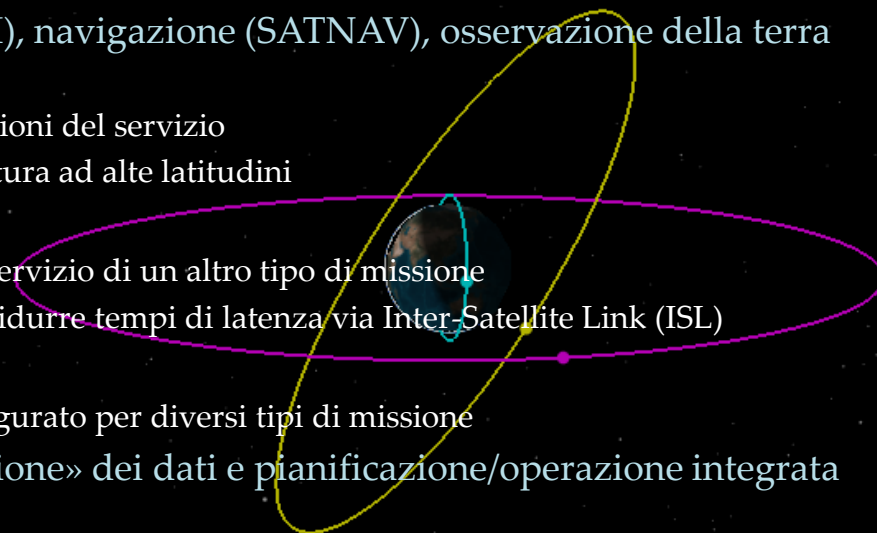 ), navigazione (SATNAV), osservazione della terra
ioni del servizio
tura ad alte latitudini
ervizio di un altro tipo di missione
idurre tempi di latenza via Inter-Satellite Link (ISL)
gurato per diversi tipi di missione
ione» dei dati e pianificazione/operazione integrata